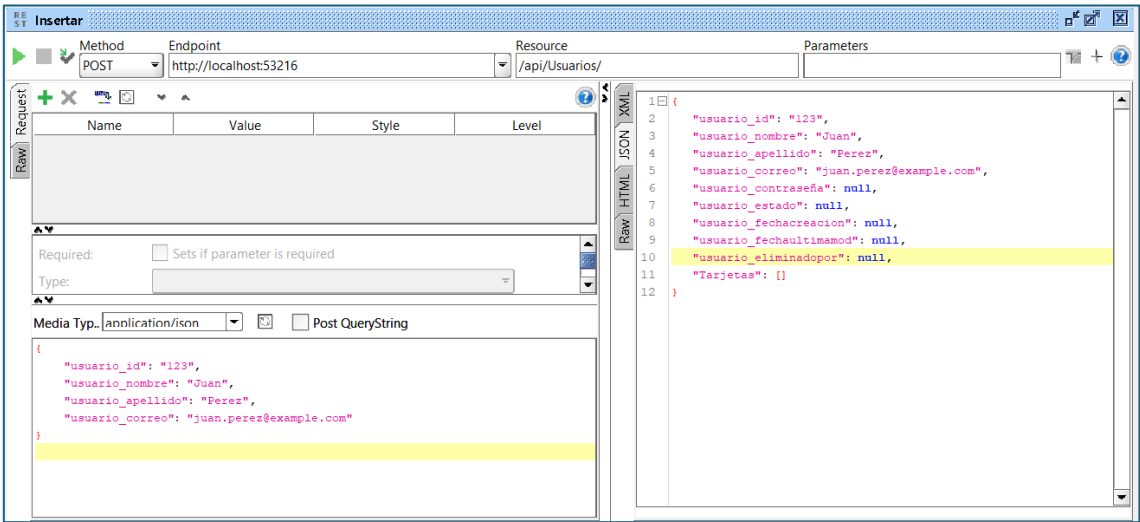 REST Insertar
Method Endpoint Resource Parameters
POST http://localhost:53216 /api/Usuarios/
Request
Raw
Name Value Style Level
Required: Sets if parameter is required
Type:
Media Typ.. application/json Post QueryString
{
"usuario_id": "123",
"usuario_nombre": "Juan",
"usuario_apellido": "Perez",
"usuario_correo": "juan.perez@example.com"
}
XML
JSON
HTML
Raw
1 {
2 "usuario_id": "123",
3 "usuario_nombre": "Juan",
4 "usuario_apellido": "Perez",
5 "usuario_correo": "juan.perez@example.com",
6 "usuario_contraseña": null,
7 "usuario_estado": null,
8 "usuario_fechacreacion": null,
9 "usuario_fechaultimamod": null,
10 "usuario_eliminadopor": null,
11 "Tarjetas": []
12 }